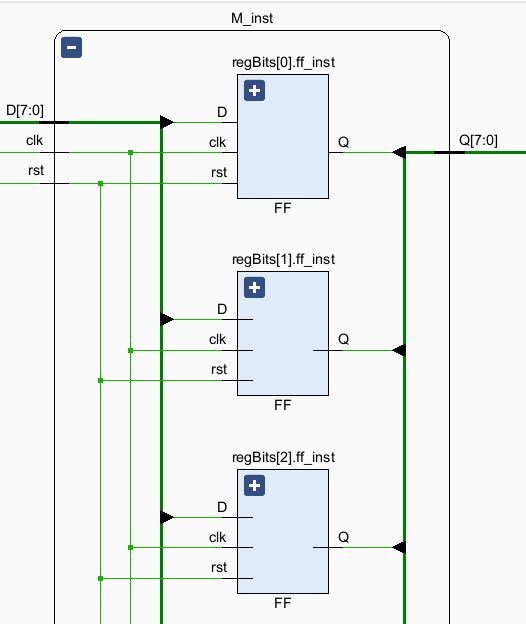 M_inst
regBits[0].ff_inst
D[7:0]
D
clk
clk
Q
Q[7:0]
rst
rst
FF
regBits[1].ff_inst
D
clk
Q
rst
FF
regBits[2].ff_inst
D
clk
Q
rst
FF